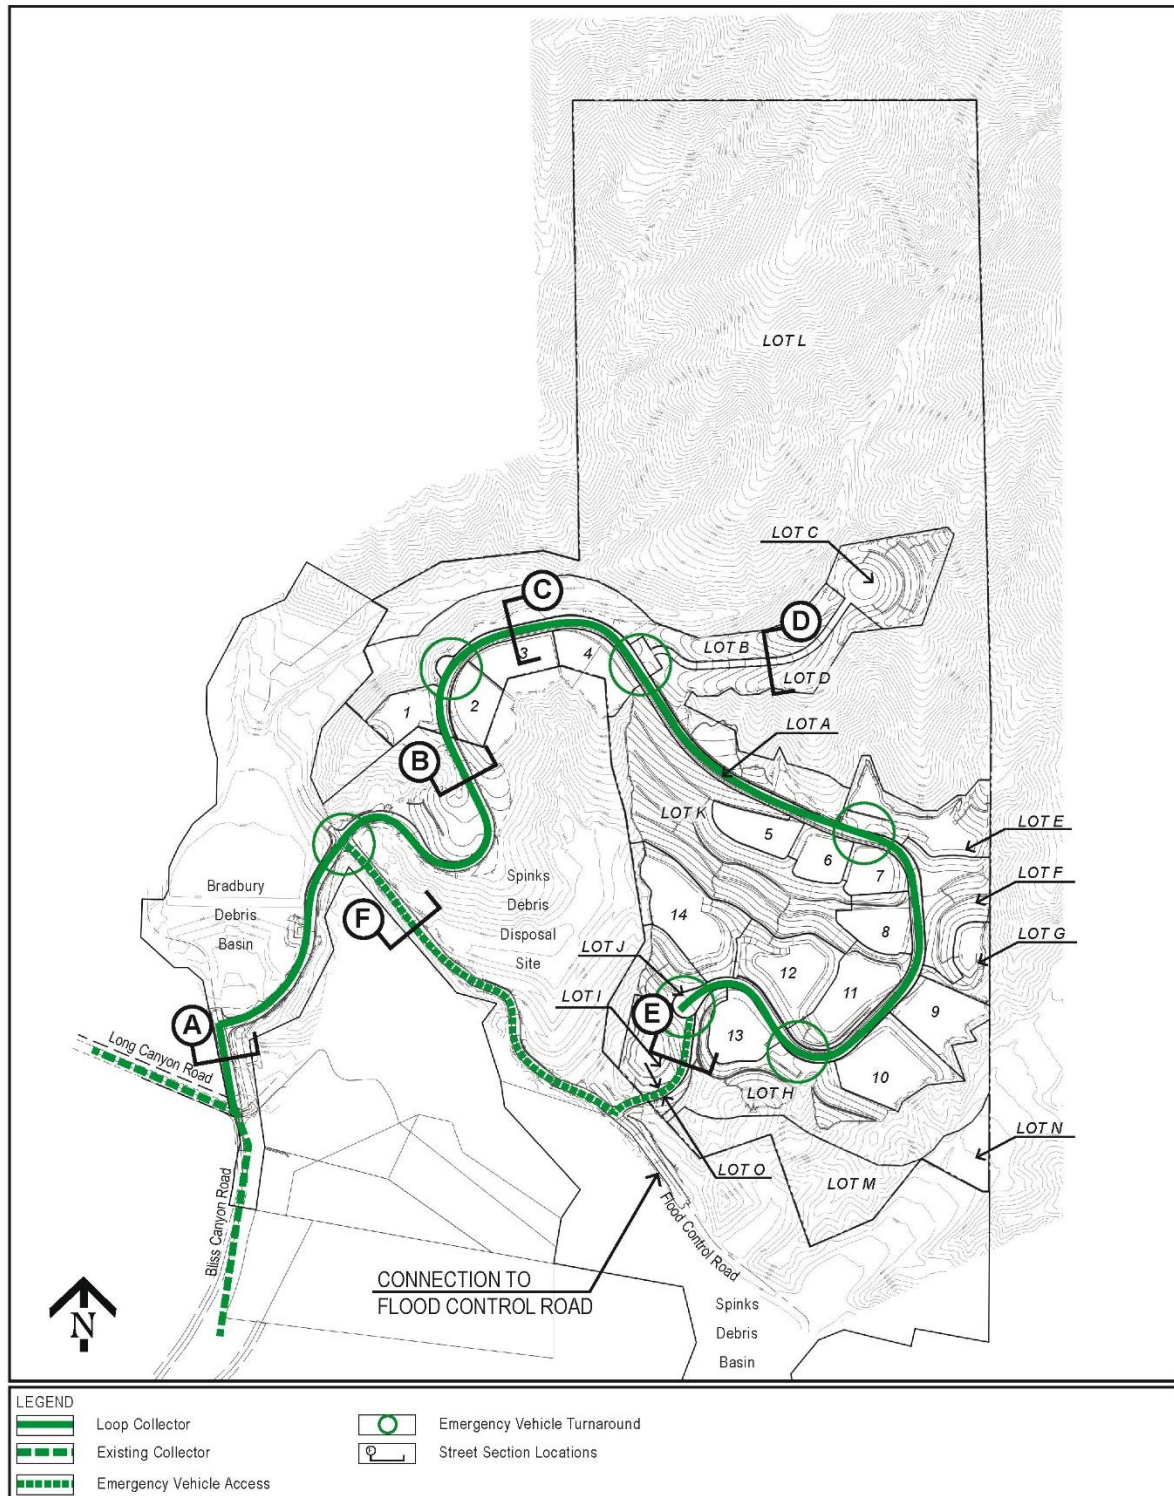 LOT L
LOT C
C
D
LOT B
3
4
LOT D
1
2
LOT A
B
LOT K
5
LOT E
6
7
Bradbury
Debris
Basin
Spinks
Debris
Disposal
Site
LOT F
F
14
8
LOT G
LOT J
12
LOT I
11
9
A
E
13
Long Canyon Road
10
LOT H
LOT N
LOT O
LOT M
Bliss Canyon Road
Flood Control Road
CONNECTION TO
FLOOD CONTROL ROAD
N
Spinks
Debris
Basin
LEGEND
Loop Collector
Emergency Vehicle Turnaround
Existing Collector
Street Section Locations
Emergency Vehicle Access